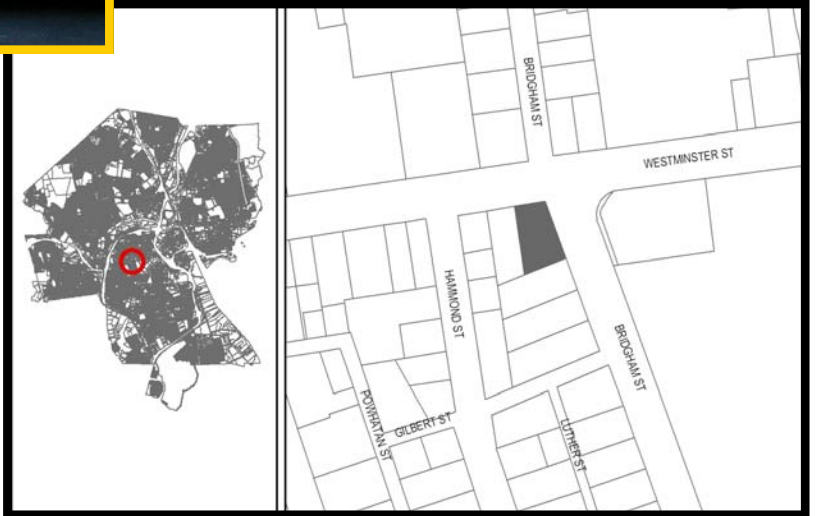 BRIDGHAM ST
WESTMINSTER ST
HAMMOND ST
BRIDGHAM ST
POWHATAN ST
GILBERT ST
LUTHER ST